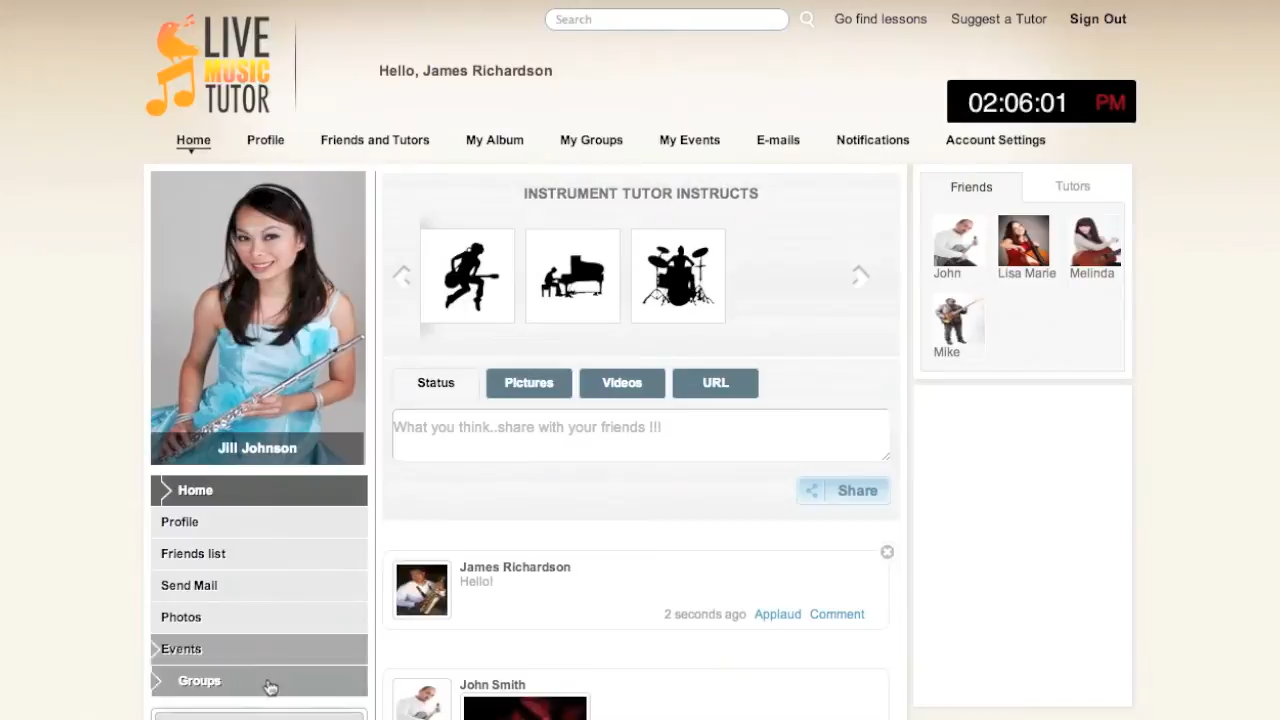 LIVE
MUSIC
TUTOR
Search
Go find lessons
Suggest a Tutor
Sign Out
Hello, James Richardson
02:06:01 PM
Home
Profile
Friends and Tutors
My Album
My Groups
My Events
E-mails
Notifications
Account Settings
Jill Johnson
Home
Profile
Friends list
Send Mail
Photos
Events
Groups
INSTRUMENT TUTOR INSTRUCTS
Status
Pictures
Videos
URL
What you think..share with your friends !!!
Share
James Richardson
Hello!
2 seconds ago
Applaud
Comment
John Smith
Friends
Tutors
John
Lisa Marie
Melinda
Mike